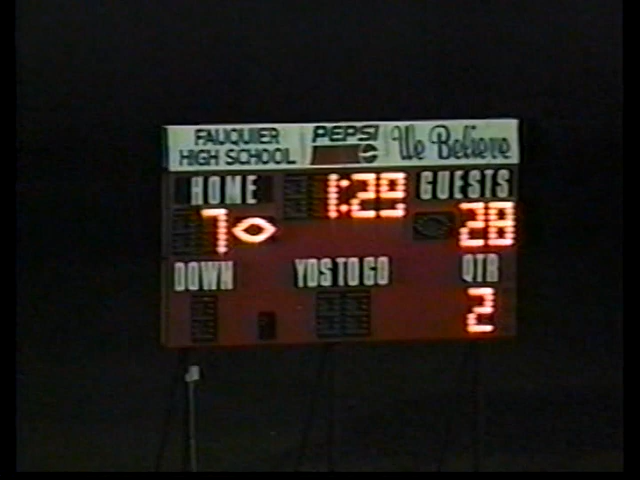 FAUQUIER
HIGH SCHOOL
PEPSI
We Believe
HOME 1:29 GUESTS
7 28
DOWN YDS TO GO QTR
2